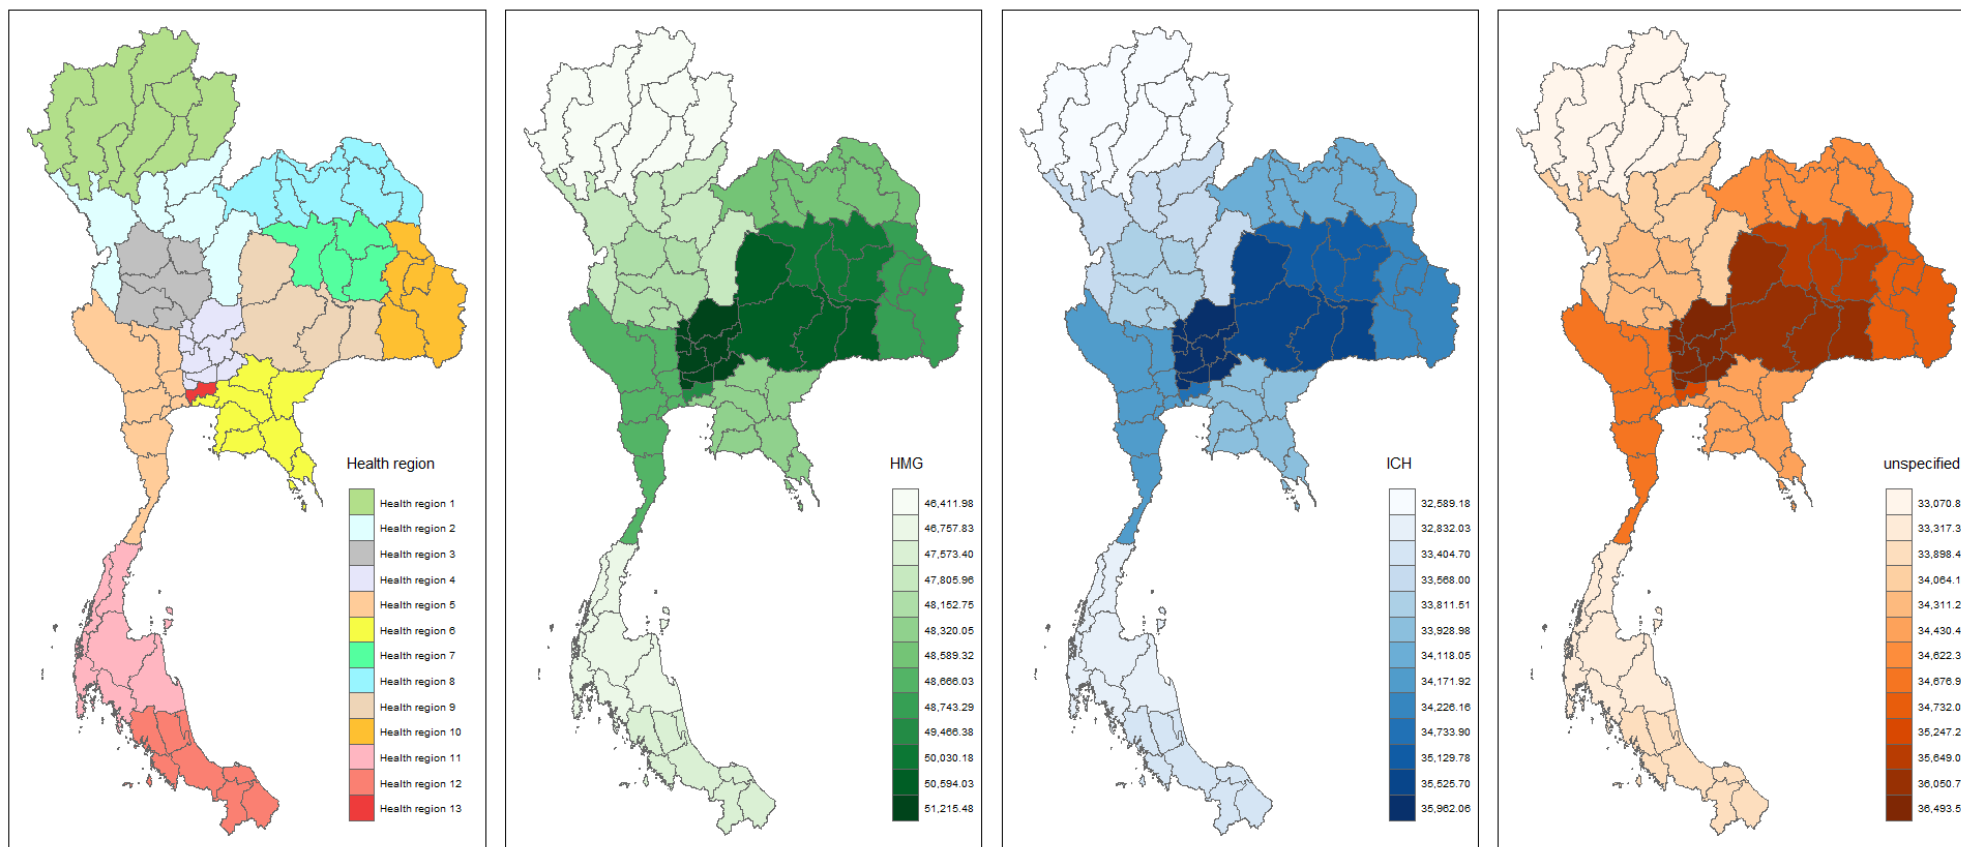 Health region
Health region 1
Health region 2
Health region 3
Health region 4
Health region 5
Health region 6
Health region 7
Health region 8
Health region 9
Health region 10
Health region 11
Health region 12
Health region 13
HMG
46,411.98
46,757.83
47,573.40
47,805.96
48,152.75
48,320.05
48,589.32
48,666.03
48,743.29
49,466.38
50,030.18
50,594.03
51,215.48
ICH
32,589.18
32,832.03
33,404.70
33,568.00
33,811.51
33,928.98
34,118.05
34,171.92
34,226.16
34,733.90
35,129.78
35,525.70
35,962.06
unspecified
33,070.8
33,317.3
33,898.4
34,064.1
34,311.2
34,430.4
34,622.3
34,676.9
34,732.0
35,247.2
35,649.0
36,050.7
36,493.5